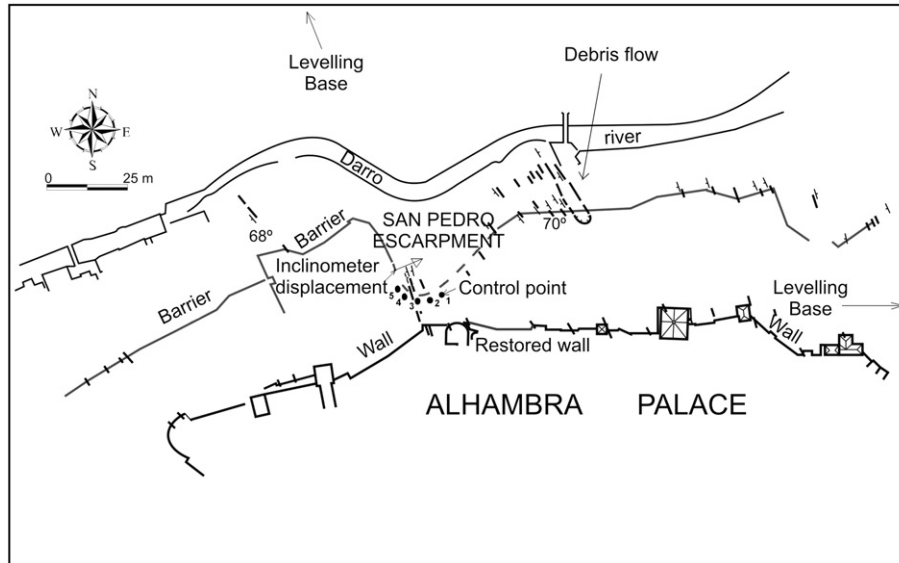 Levelling
Base
Debris flow
N
W
E
S
0
25 m
Darro
river
68º
Barrier
SAN PEDRO
ESCARPMENT
70º
Inclinometer
displacement
Barrier
5
4
3
2
1
Control point
Levelling
Base
Wall
Restored wall
Wall
Barrier
ALHAMBRA PALACE